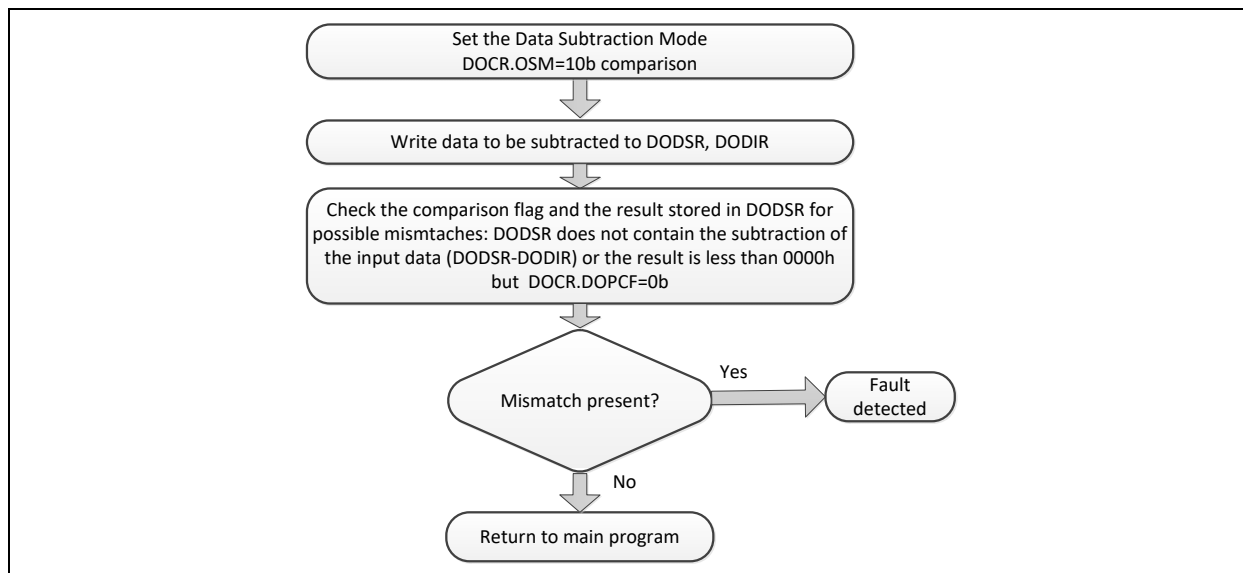 Set the Data Subtraction Mode
DOCR.OSM=10b comparison
Write data to be subtracted to DODSR, DODIR
Check the comparison flag and the result stored in DODSR for
possible mismtaches: DODSR does not contain the subtraction of
the input data (DODSR-DODIR) or the result is less than 0000h
but DOCR.DOPCF=0b
Mismatch present?
Yes
Fault
detected
No
Return to main program